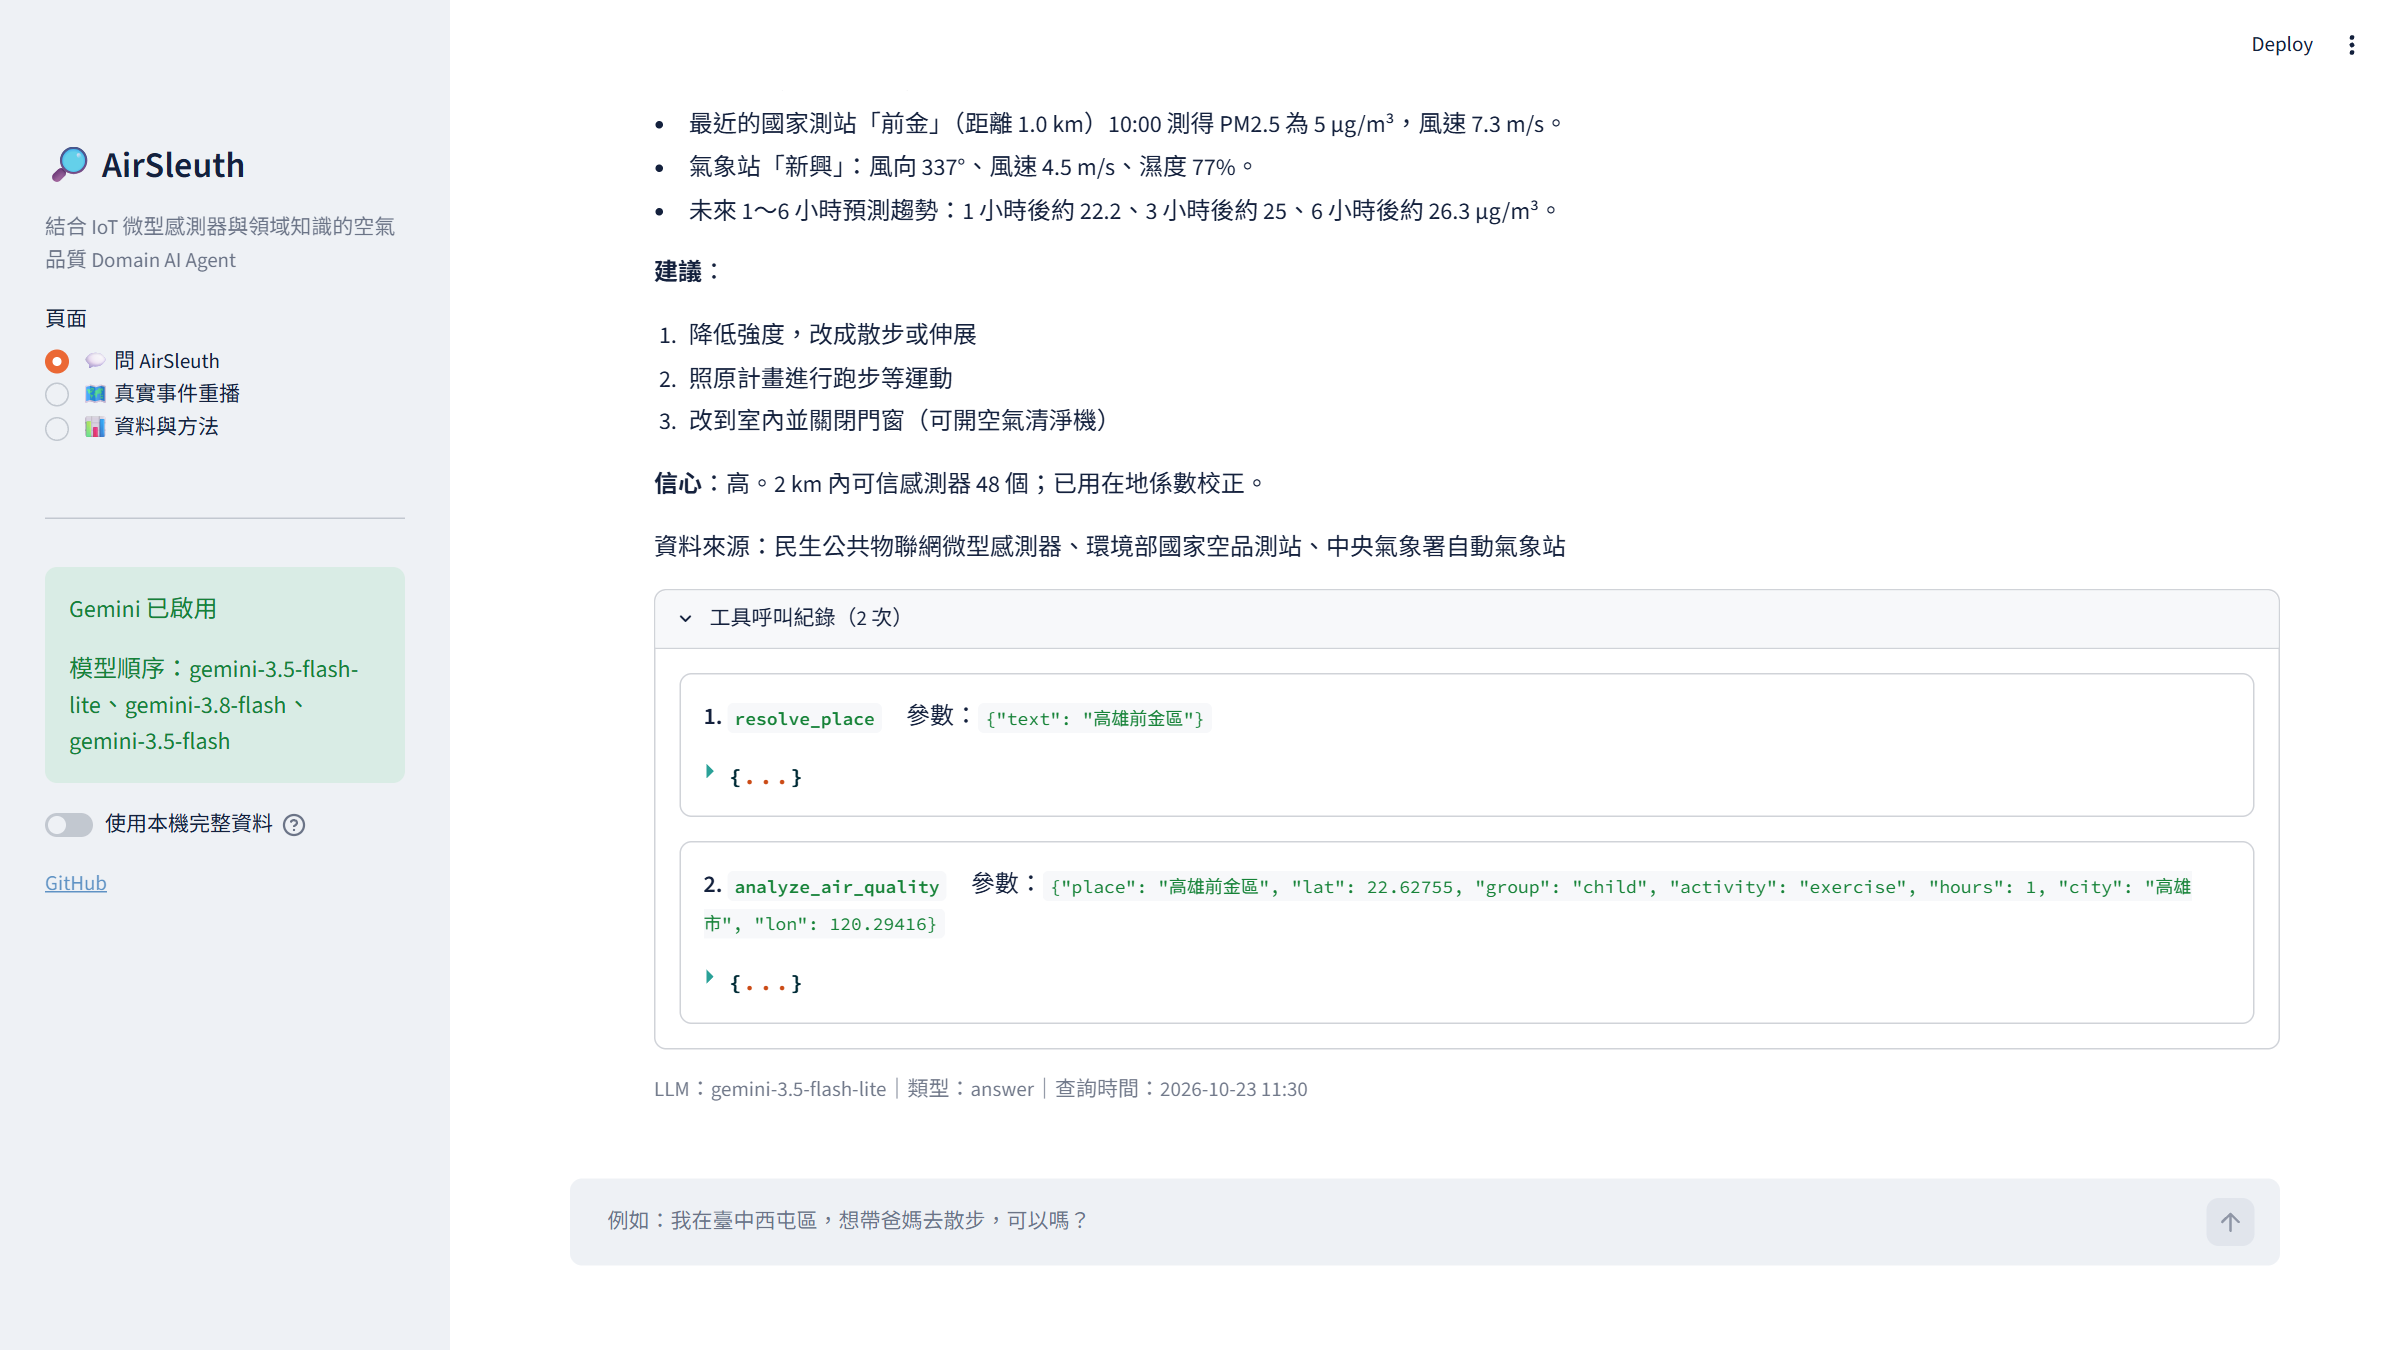 Deploy
AirSleuth
結合 IoT 微型感測器與領域知識的空氣
品質 Domain AI Agent
頁面
問 AirSleuth
真實事件重播
資料與方法
Gemini 已啟用
模型順序：gemini-3.5-flash-
lite、gemini-3.8-flash、
gemini-3.5-flash
使用本機完整資料
GitHub
• 最近的國家測站「前金」（距離 1.0 km）10:00 測得 PM2.5 為 5 μg/m³，風速 7.3 m/s。
• 氣象站「新興」：風向 337°、風速 4.5 m/s、濕度 77%。
• 未來 1～6 小時預測趨勢：1 小時後約 22.2、3 小時後約 25、6 小時後約 26.3 μg/m³。
建議：
1. 降低強度，改成散步或伸展
2. 照原計畫進行跑步等運動
3. 改到室內並關閉門窗（可開空氣清淨機）
信心：高。2 km 內可信感測器 48 個；已用在地係數校正。
資料來源：民生公共物聯網微型感測器、環境部國家空品測站、中央氣象署自動氣象站
工具呼叫紀錄（2 次）
1. resolve_place 參數：{"text": "高雄前金區"}
{...}
2. analyze_air_quality 參數：{"place": "高雄前金區", "lat": 22.62755, "group": "child", "activity": "exercise", "hours": 1, "city": "高雄
市", "lon": 120.29416}
{...}
LLM：gemini-3.5-flash-lite｜類型：answer｜查詢時間：2026-10-23 11:30
例如：我在臺中西屯區，想帶爸媽去散步，可以嗎？